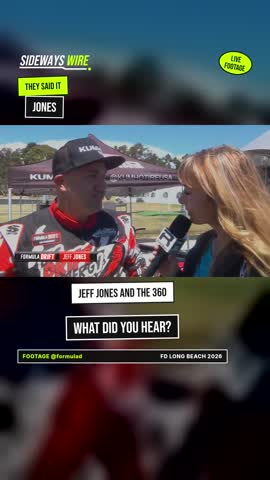 SIDEWAYS WIRE.
LIVE
FOOTAGE
THEY SAID IT
JONES
KUMHO
@KUMHOTIREUSA
FORMULA DRIFT JEFF JONES
JEFF JONES AND THE 360
WHAT DID YOU HEAR?
FOOTAGE @formulad
FD LONG BEACH 2026